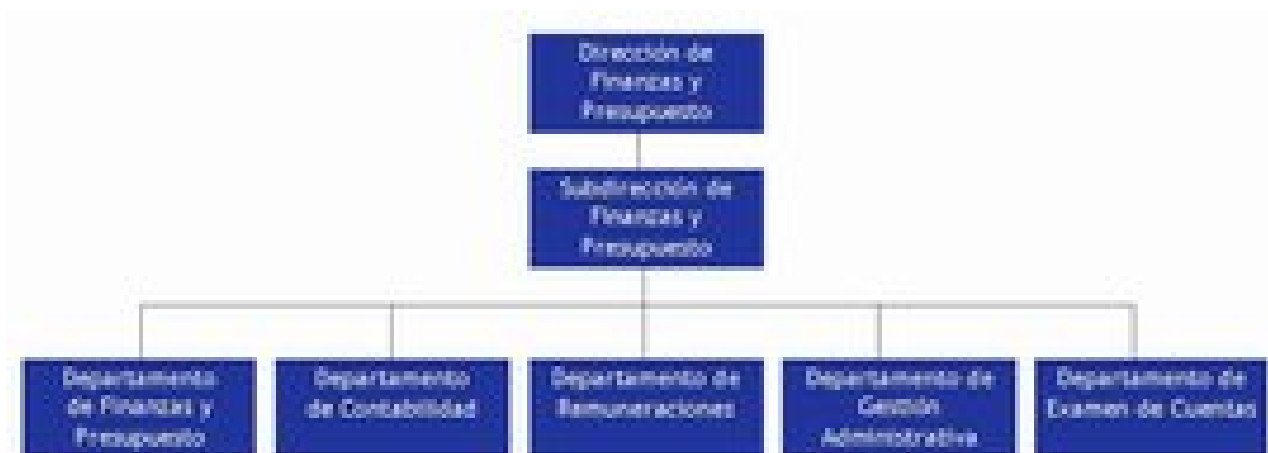 Dirección de
Finanzas y
Presupuesto
Subdirección de
Finanzas y
Presupuesto
Departamento
de Finanzas y
Presupuesto
Departamento
de Contabilidad
Departamento de
Remuneraciones
Departamento de
Gestión
Administrativa
Departamento de
Examen de Cuentas